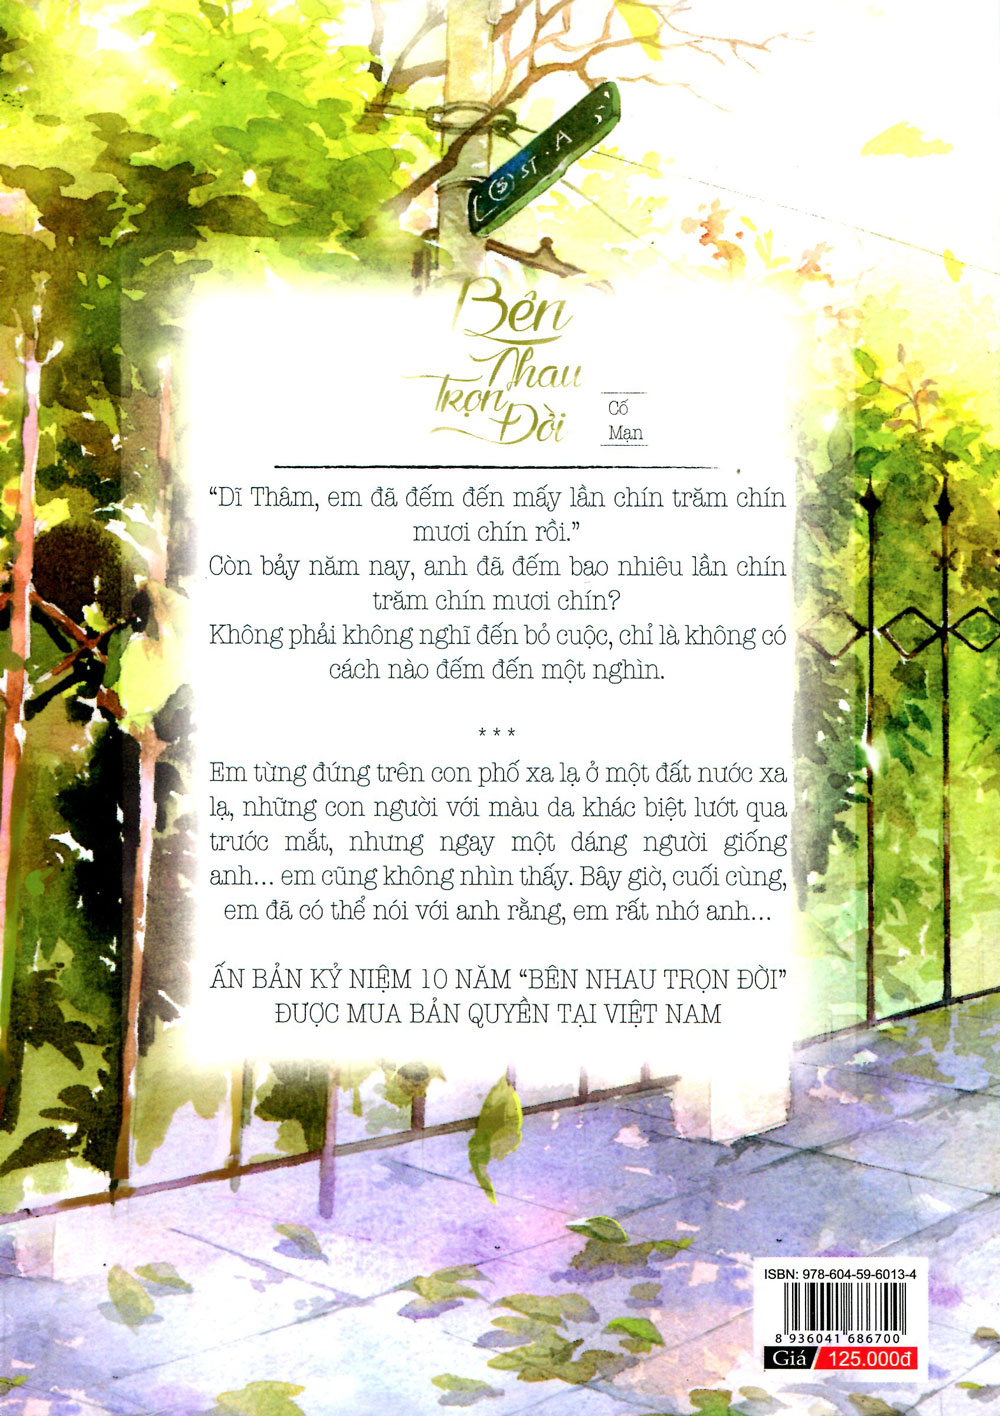 [ (5) ST · A
Bên
Nhau
Trọn
Đời
Cố
Mạn
“Dĩ Thâm, em đã đếm đến mấy lần chín trăm chín
mươi chín rồi.”
Còn bảy năm nay, anh đã đếm bao nhiêu lần chín
trăm chín mươi chín?
Không phải không nghĩ đến bỏ cuộc, chỉ là không có
cách nào đếm đến một nghìn.
* * *
Em từng đứng trên con phố xa lạ ở một đất nước xa
lạ, những con người với màu da khác biệt lướt qua
trước mắt, nhưng ngay một dáng người giống
anh... em cũng không nhìn thấy. Bây giờ, cuối cùng,
em đã có thể nói với anh rằng, em rất nhớ anh...
ẤN BẢN KỶ NIỆM 10 NĂM “BÊN NHAU TRỌN ĐỜI”
ĐƯỢC MUA BẢN QUYỀN TẠI VIỆT NAM
ISBN: 978-604-59-6013-4
8 936041 686700
Giá 125.000đ